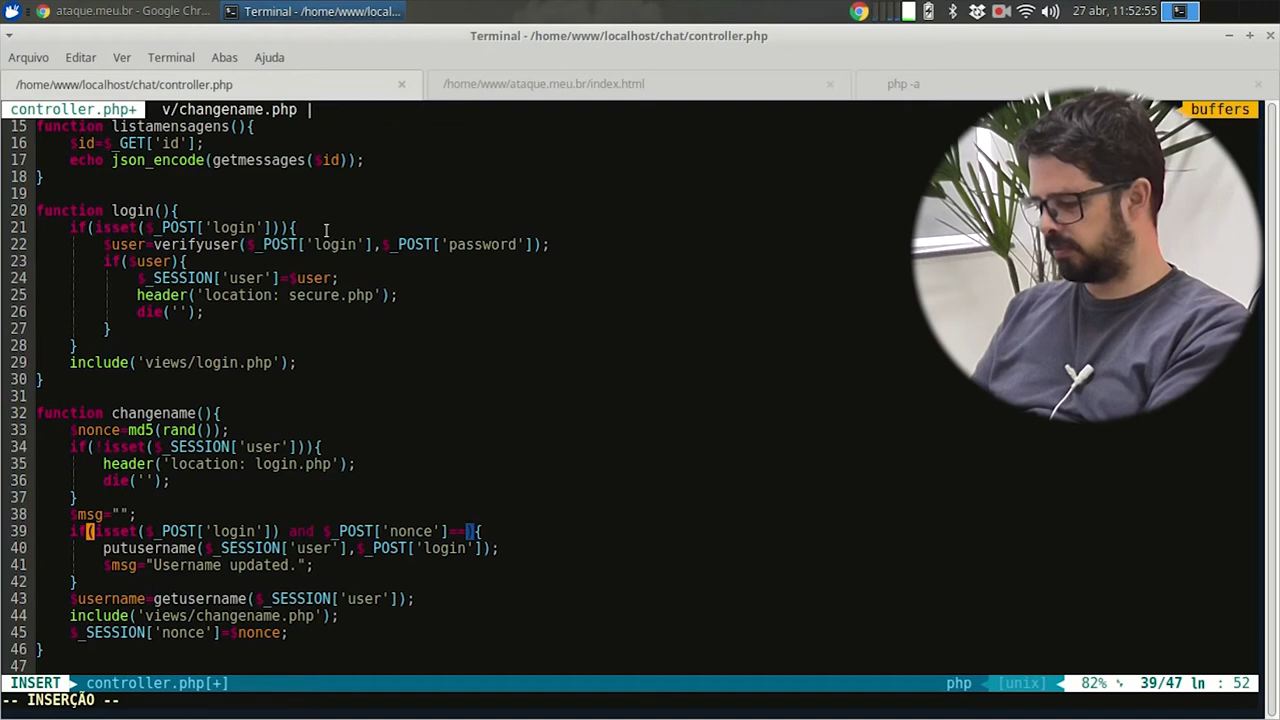 ataque.meu.br - Google Chr...
Terminal - /home/www/local...
27 abr, 11:52:55
Terminal - /home/www/localhost/chat/controller.php
Arquivo Editar Ver Terminal Abas Ajuda
/home/www/localhost/chat/controller.php
/home/www/ataque.meu.br/index.html
php -a
controller.php+ v/changename.php |
buffers
15 function listamensagens(){
16 $id=$_GET['id'];
17 echo json_encode(getmessages($id));
18 }
19
20 function login(){
21 if(isset($_POST['login'])){
22 $user=verifyuser($_POST['login'],$_POST['password']);
23 if($user){
24 $_SESSION['user']=$user;
25 header('location: secure.php');
26 die('');
27 }
28 }
29 include('views/login.php');
30 }
31
32 function changename(){
33 $nonce=md5(rand());
34 if(!isset($_SESSION['user'])){
35 header('location: login.php');
36 die('');
37 }
38 $msg="";
39 if(isset($_POST['login']) and $_POST['nonce']==){
40 putusername($_SESSION['user'],$_POST['login']);
41 $msg="Username updated.";
42 }
43 $username=getusername($_SESSION['user']);
44 include('views/changename.php');
45 $_SESSION['nonce']=$nonce;
46 }
47
INSERT controller.php[+] php [unix] 82% 39/47 ln : 52
-- INSERÇÃO --